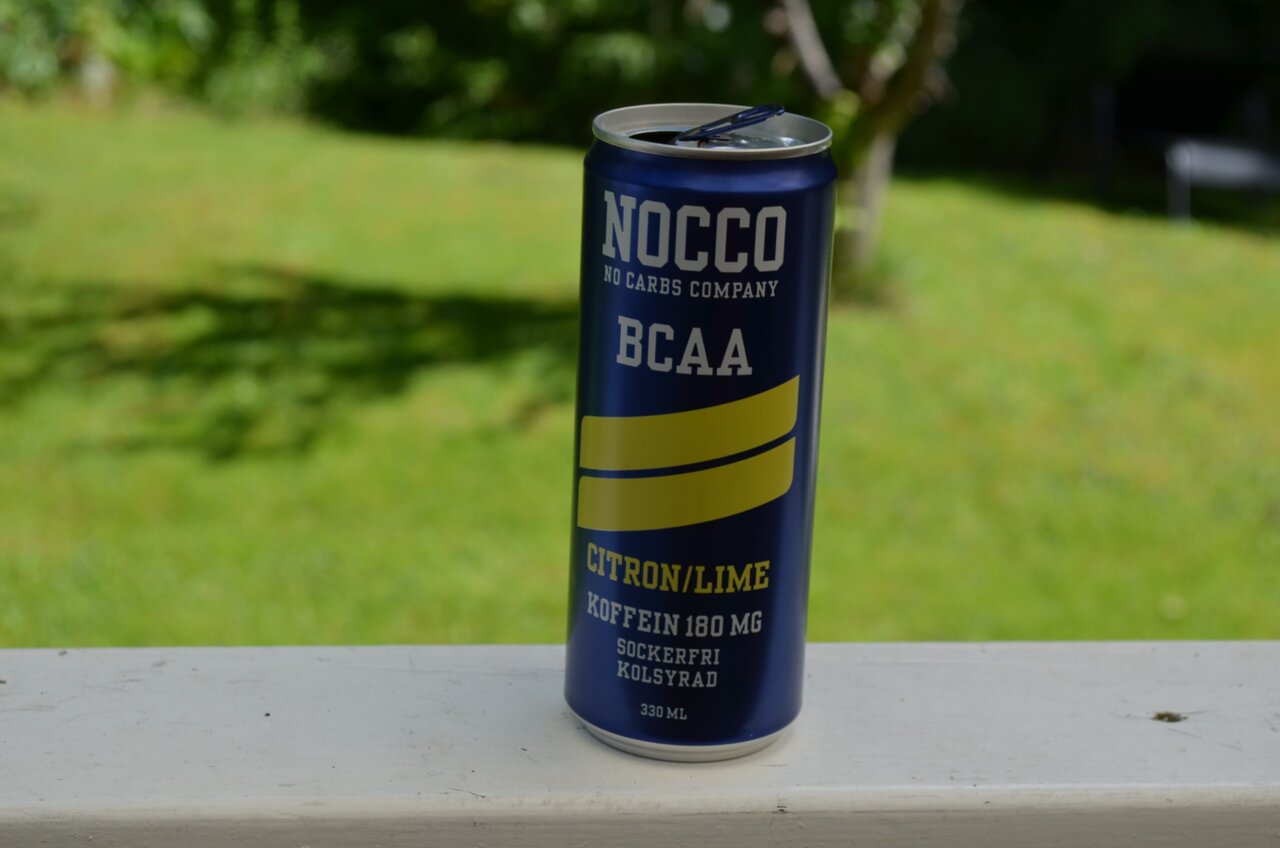 NOCCO
NO CARBS COMPANY
BCAA
CITRON/LIME
KOFFEIN 180 MG
SOCKERFRI
KOLSYRAD
330 ML